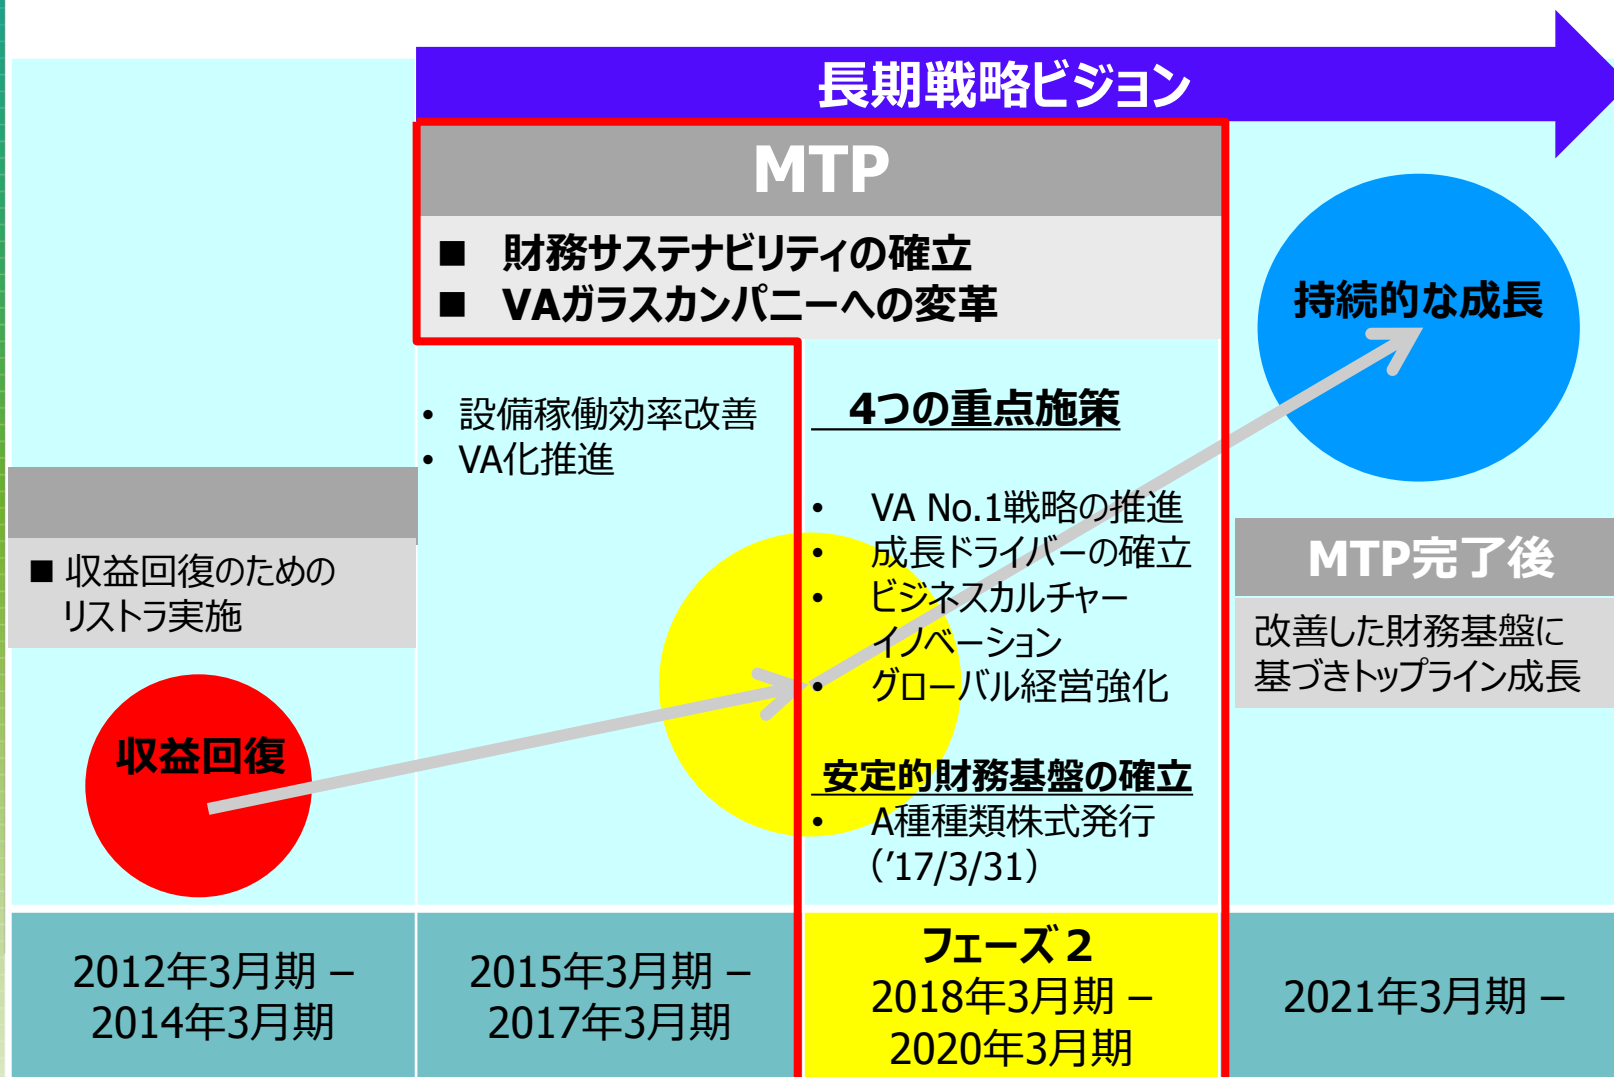 長期戦略ビジョン
MTP
■ 財務サステナビリティの確立
■ VAガラスカンパニーへの変革
持続的な成長
• 設備稼働効率改善
• VA化推進
4つの重点施策
• VA No.1戦略の推進
• 成長ドライバーの確立
• ビジネスカルチャー
イノベーション
• グローバル経営強化
安定的財務基盤の確立
• A種種類株式発行
（’17/3/31）
■ 収益回復のための
リストラ実施
収益回復
MTP完了後
改善した財務基盤に
基づきトップライン成長
2012年3月期 –
2014年3月期
2015年3月期 –
2017年3月期
フェーズ２
2018年3月期 –
2020年3月期
2021年3月期 –